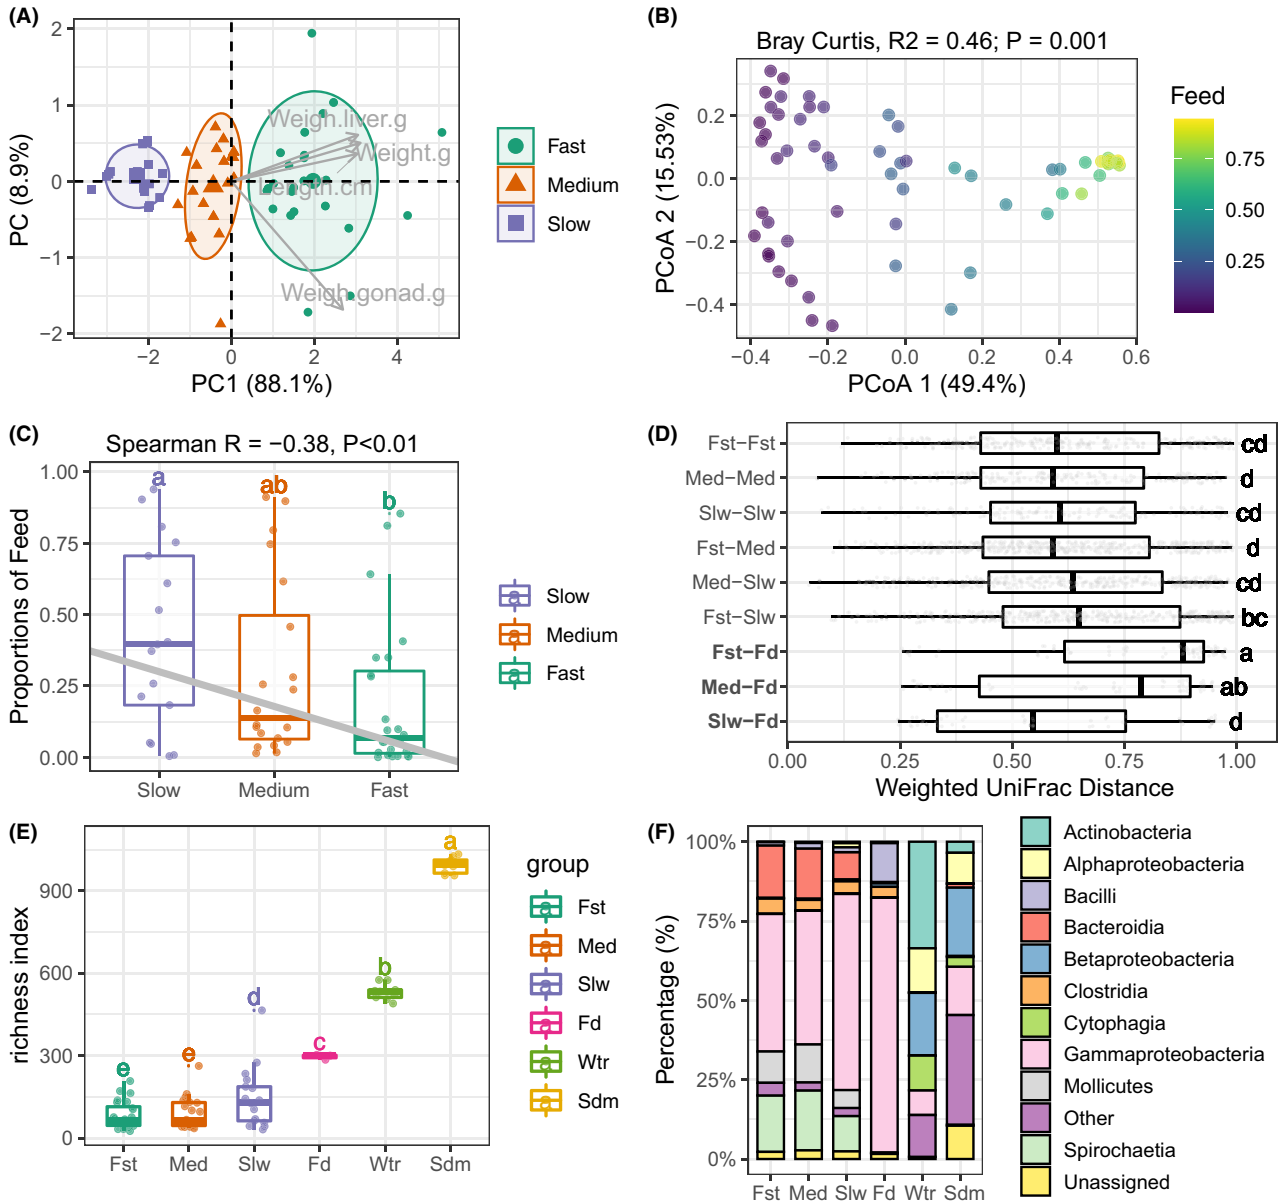 (A)
2
1
0
−1
−2
PC (8.9%)
Weigh.liver.g
Weight.g
length.cm
Weigh.gonad.g
−2
0
2
4
PC1 (88.1%)
Fast
Medium
Slow
(B)
Bray Curtis, R2 = 0.46; P = 0.001
0.2
0.0
−0.2
−0.4
PCoA 2 (15.53%)
−0.4
−0.2
0.0
0.2
0.4
0.6
PCoA 1 (49.4%)
Feed
0.75
0.50
0.25
(C)
Spearman R = −0.38, P<0.01
1.00
0.75
0.50
0.25
0.00
Proportions of Feed
a
ab
b
Slow
Medium
Fast
a
Slow
a
Medium
a
Fast
(D)
Fst−Fst
cd
Med−Med
d
Slw−Slw
cd
Fst−Med
d
Med−Slw
cd
Fst−Slw
bc
Fst−Fd
a
Med−Fd
ab
Slw−Fd
d
0.00
0.25
0.50
0.75
1.00
Weighted UniFrac Distance
(E)
900
600
300
0
richness index
e
e
d
c
b
a
Fst
Med
Slw
Fd
Wtr
Sdm
group
a
Fst
a
Med
a
Slw
a
Fd
a
Wtr
a
Sdm
(F)
100%
75%
50%
25%
0%
Percentage (%)
Fst
Med
Slw
Fd
Wtr
Sdm
Actinobacteria
Alphaproteobacteria
Bacilli
Bacteroidia
Betaproteobacteria
Clostridia
Cytophagia
Gammaproteobacteria
Mollicutes
Other
Spirochaetia
Unassigned